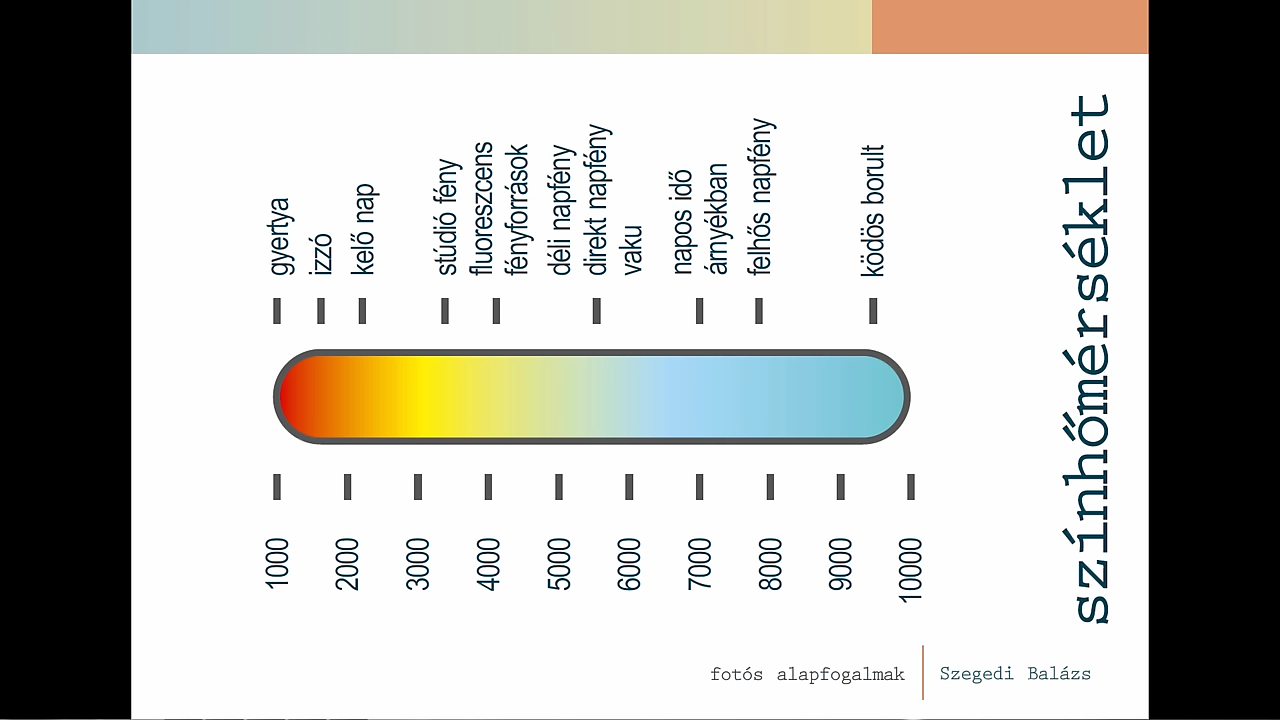 színhőmérséklet
gyertya
izzó
kelő nap
stúdió fény
fluoreszcens
fényforrások
déli napfény
direkt napfény
vaku
napos idő
árnyékban
felhős napfény
ködös borult
1000
2000
3000
4000
5000
6000
7000
8000
9000
10000
fotós alapfogalmak
Szegedi Balázs